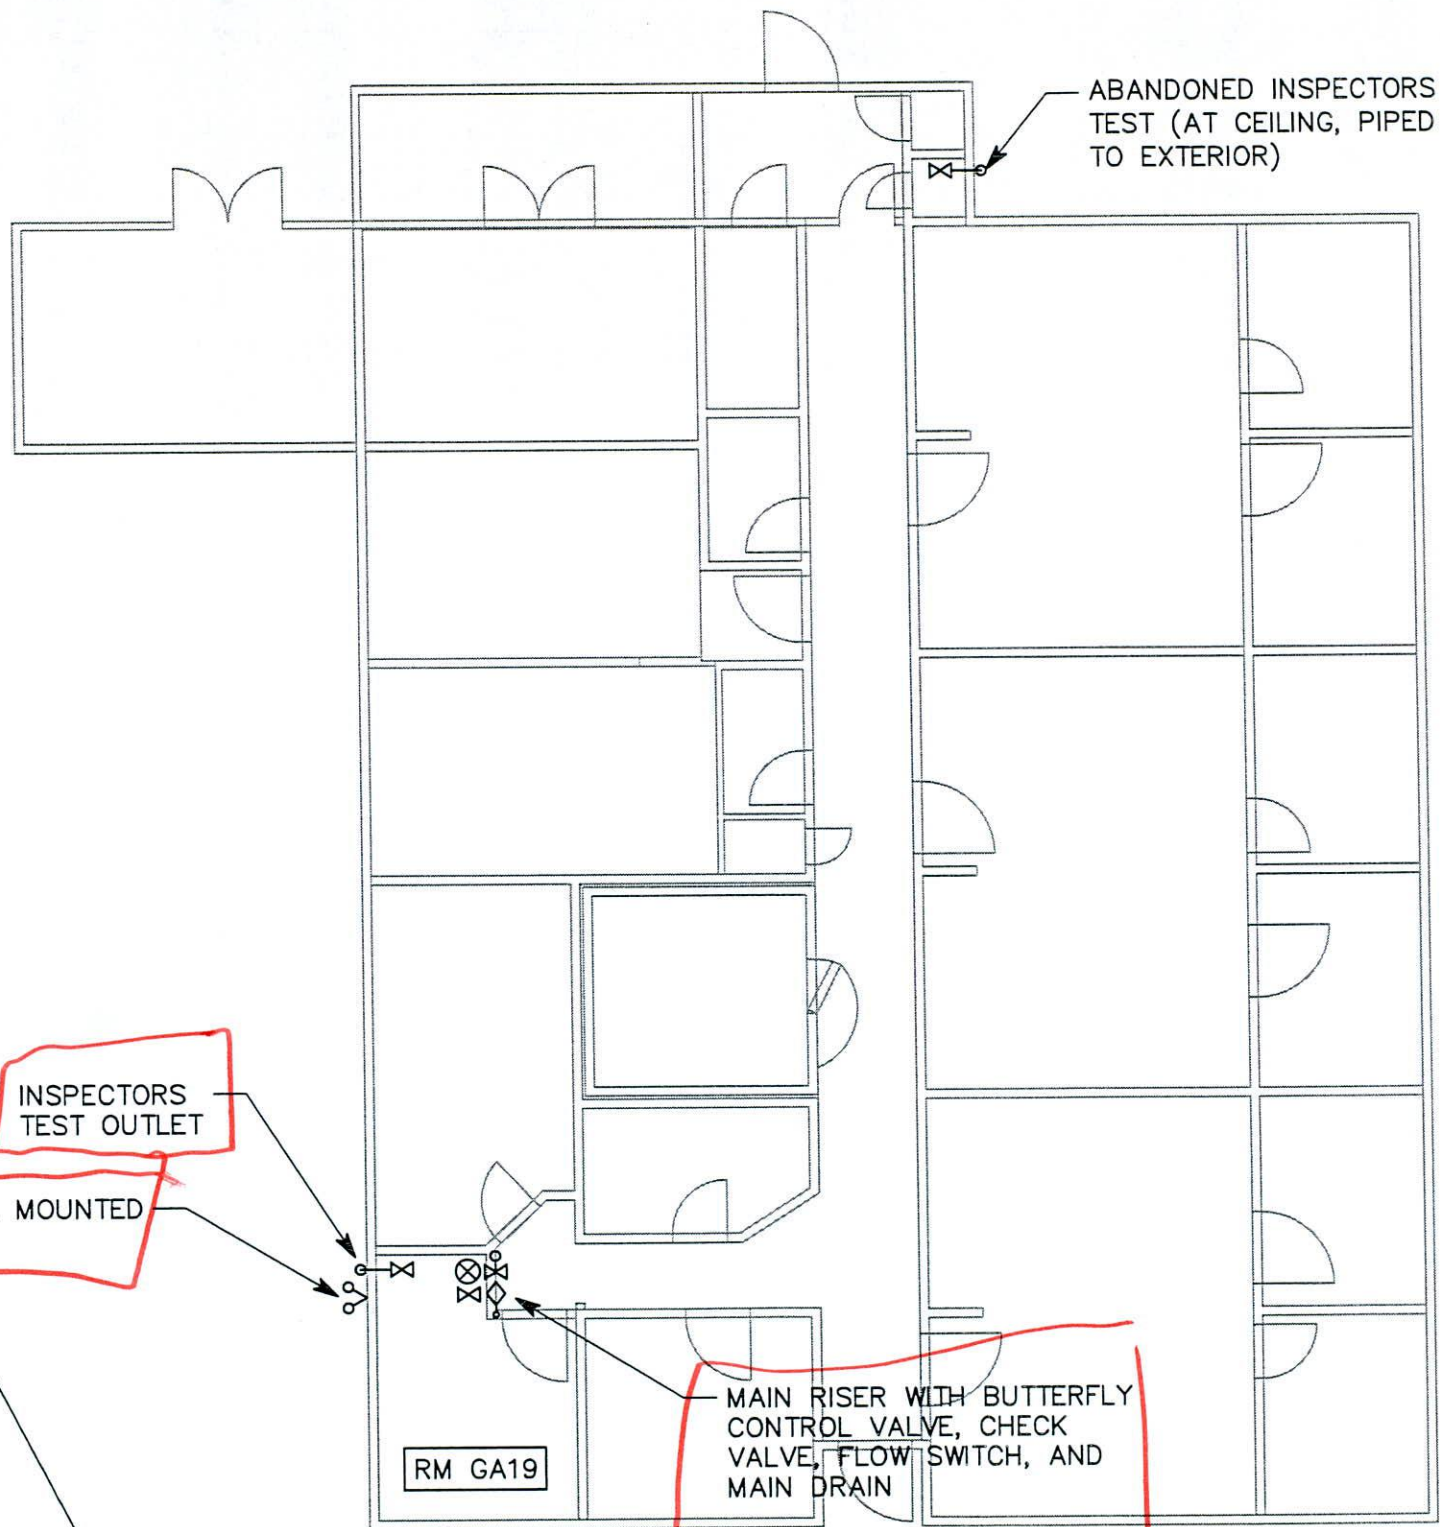 ABANDONED INSPECTORS
TEST (AT CEILING, PIPED
TO EXTERIOR)
INSPECTORS
TEST OUTLET
MOUNTED
MAIN RISER WITH BUTTERFLY
CONTROL VALVE, CHECK
VALVE, FLOW SWITCH, AND
MAIN DRAIN
RM GA19